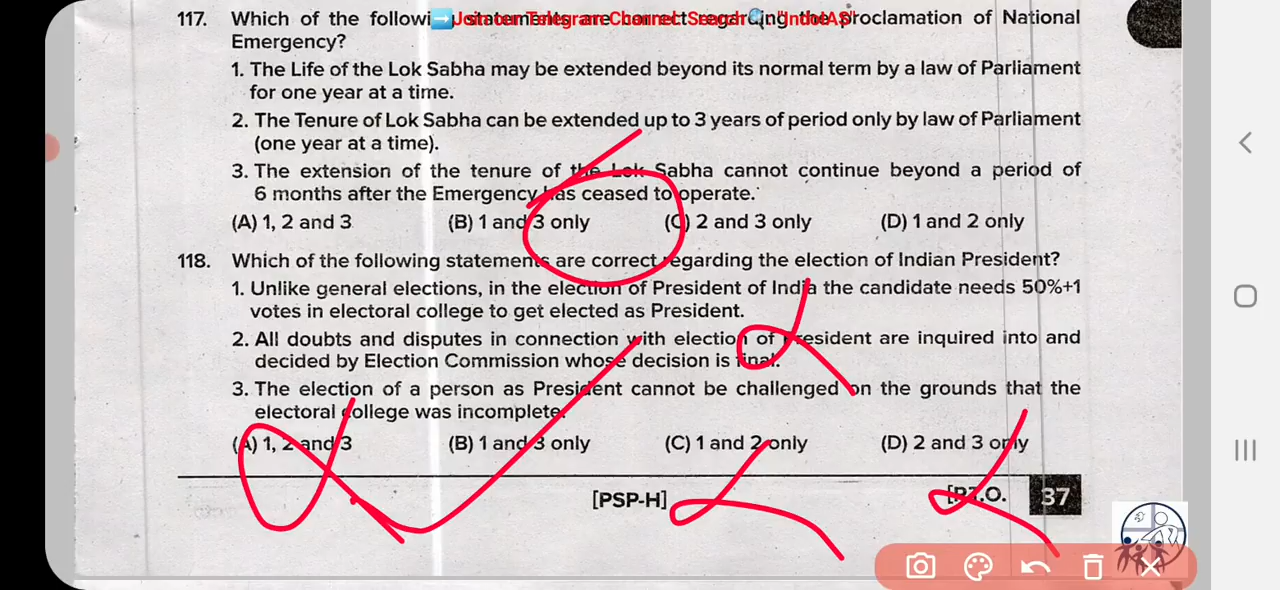 117. Which of the followi statements are correct regarding the proclamation of National
➡Join our Telegram Channel. Search 🔍 "IndoAS"
Emergency?
1. The Life of the Lok Sabha may be extended beyond its normal term by a law of Parliament
for one year at a time.
2. The Tenure of Lok Sabha can be extended up to 3 years of period only by law of Parliament
(one year at a time).
3. The extension of the tenure of the Lok Sabha cannot continue beyond a period of
6 months after the Emergency has ceased to operate.
(A) 1, 2 and 3 (B) 1 and 3 only (C) 2 and 3 only (D) 1 and 2 only
118. Which of the following statements are correct regarding the election of Indian President?
1. Unlike general elections, in the election of President of India the candidate needs 50%+1
votes in electoral college to get elected as President.
2. All doubts and disputes in connection with election of President are inquired into and
decided by Election Commission whose decision is final.
3. The election of a person as President cannot be challenged on the grounds that the
electoral college was incomplete.
(A) 1, 2 and 3 (B) 1 and 3 only (C) 1 and 2 only (D) 2 and 3 only
[PSP-H] [P.T.O. 37